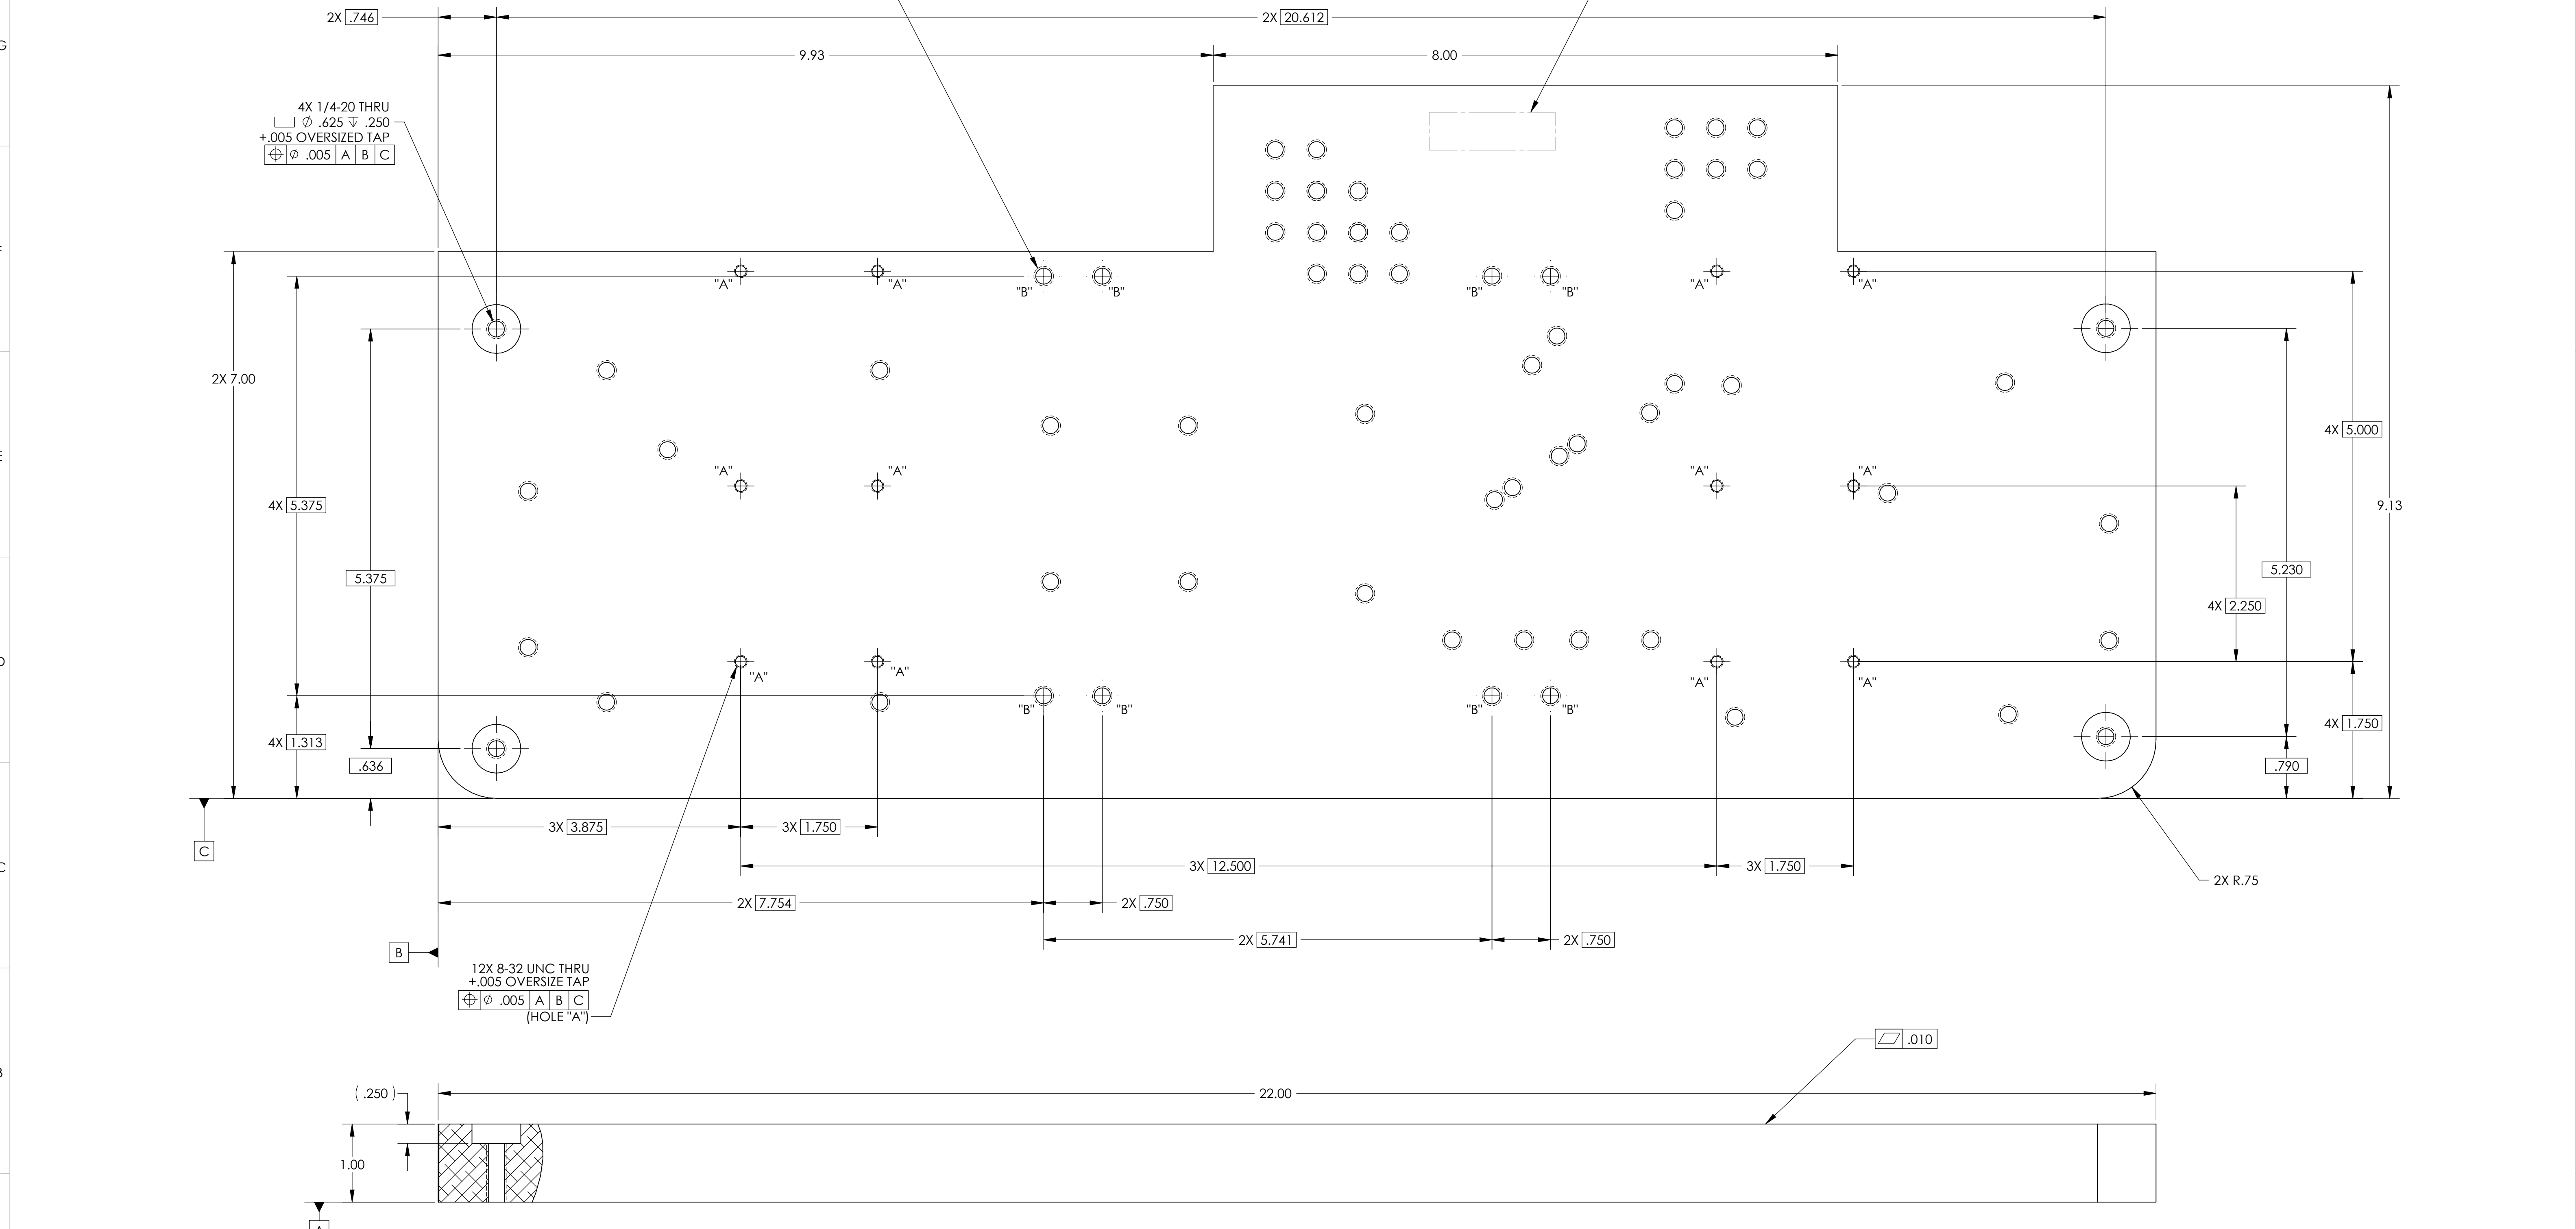 2X .746
2X 20.612
G
9.93
8.00
4X 1/4-20 THRU
⌴ ⌀ .625 ↧ .250
+.005 OVERSIZED TAP
⌖ ⌀ .005 A B C
"A"
"A"
"B"
"B"
"B"
"B"
"A"
"A"
2X 7.00
4X 5.000
E
"A"
"A"
"A"
"A"
4X 5.375
9.13
5.375
5.230
4X 2.250
D
"A"
"A"
"A"
"A"
"B"
"B"
"B"
"B"
4X 1.313
4X 1.750
.636
.790
3X 3.875
3X 1.750
C
C
3X 12.500
3X 1.750
2X R.75
2X 7.754
2X .750
2X 5.741
2X .750
B
12X 8-32 UNC THRU
+.005 OVERSIZE TAP
⌖ ⌀ .005 A B C
(HOLE "A")
⏥ .010
B
( .250 )
22.00
1.00